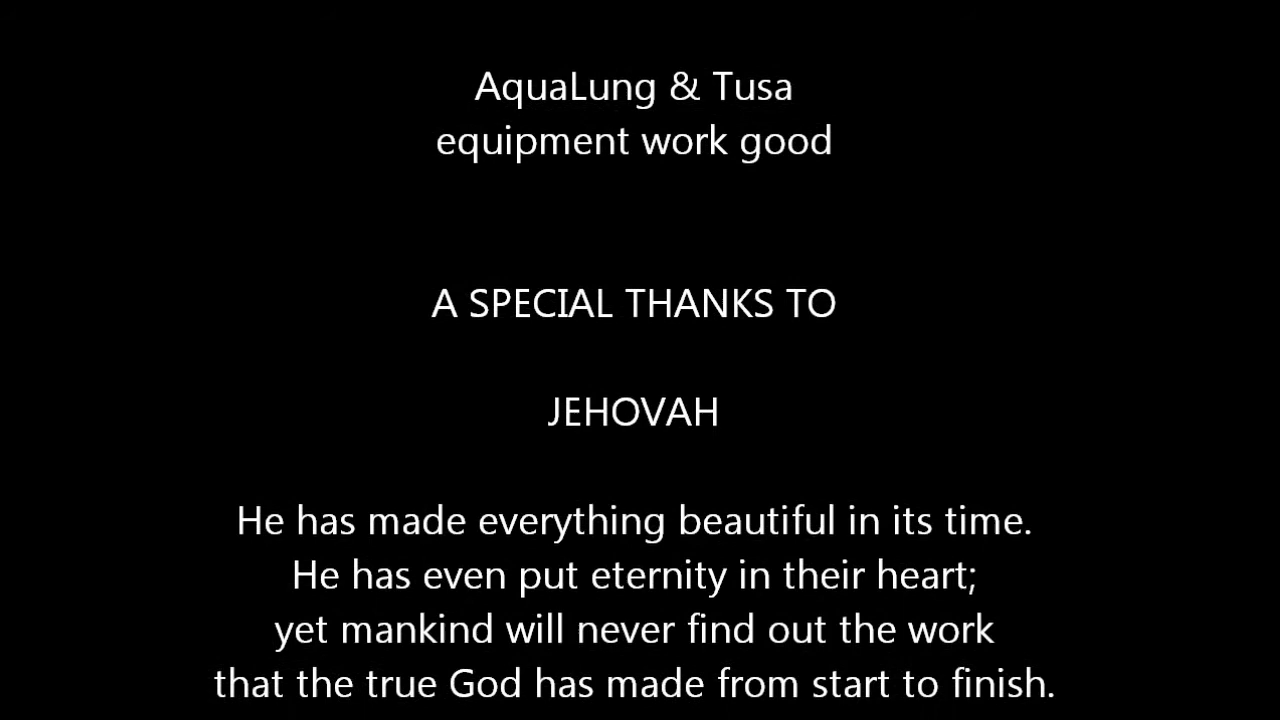 AquaLung & Tusa
equipment work good
A SPECIAL THANKS TO
JEHOVAH
He has made everything beautiful in its time.
He has even put eternity in their heart;
yet mankind will never find out the work
that the true God has made from start to finish.